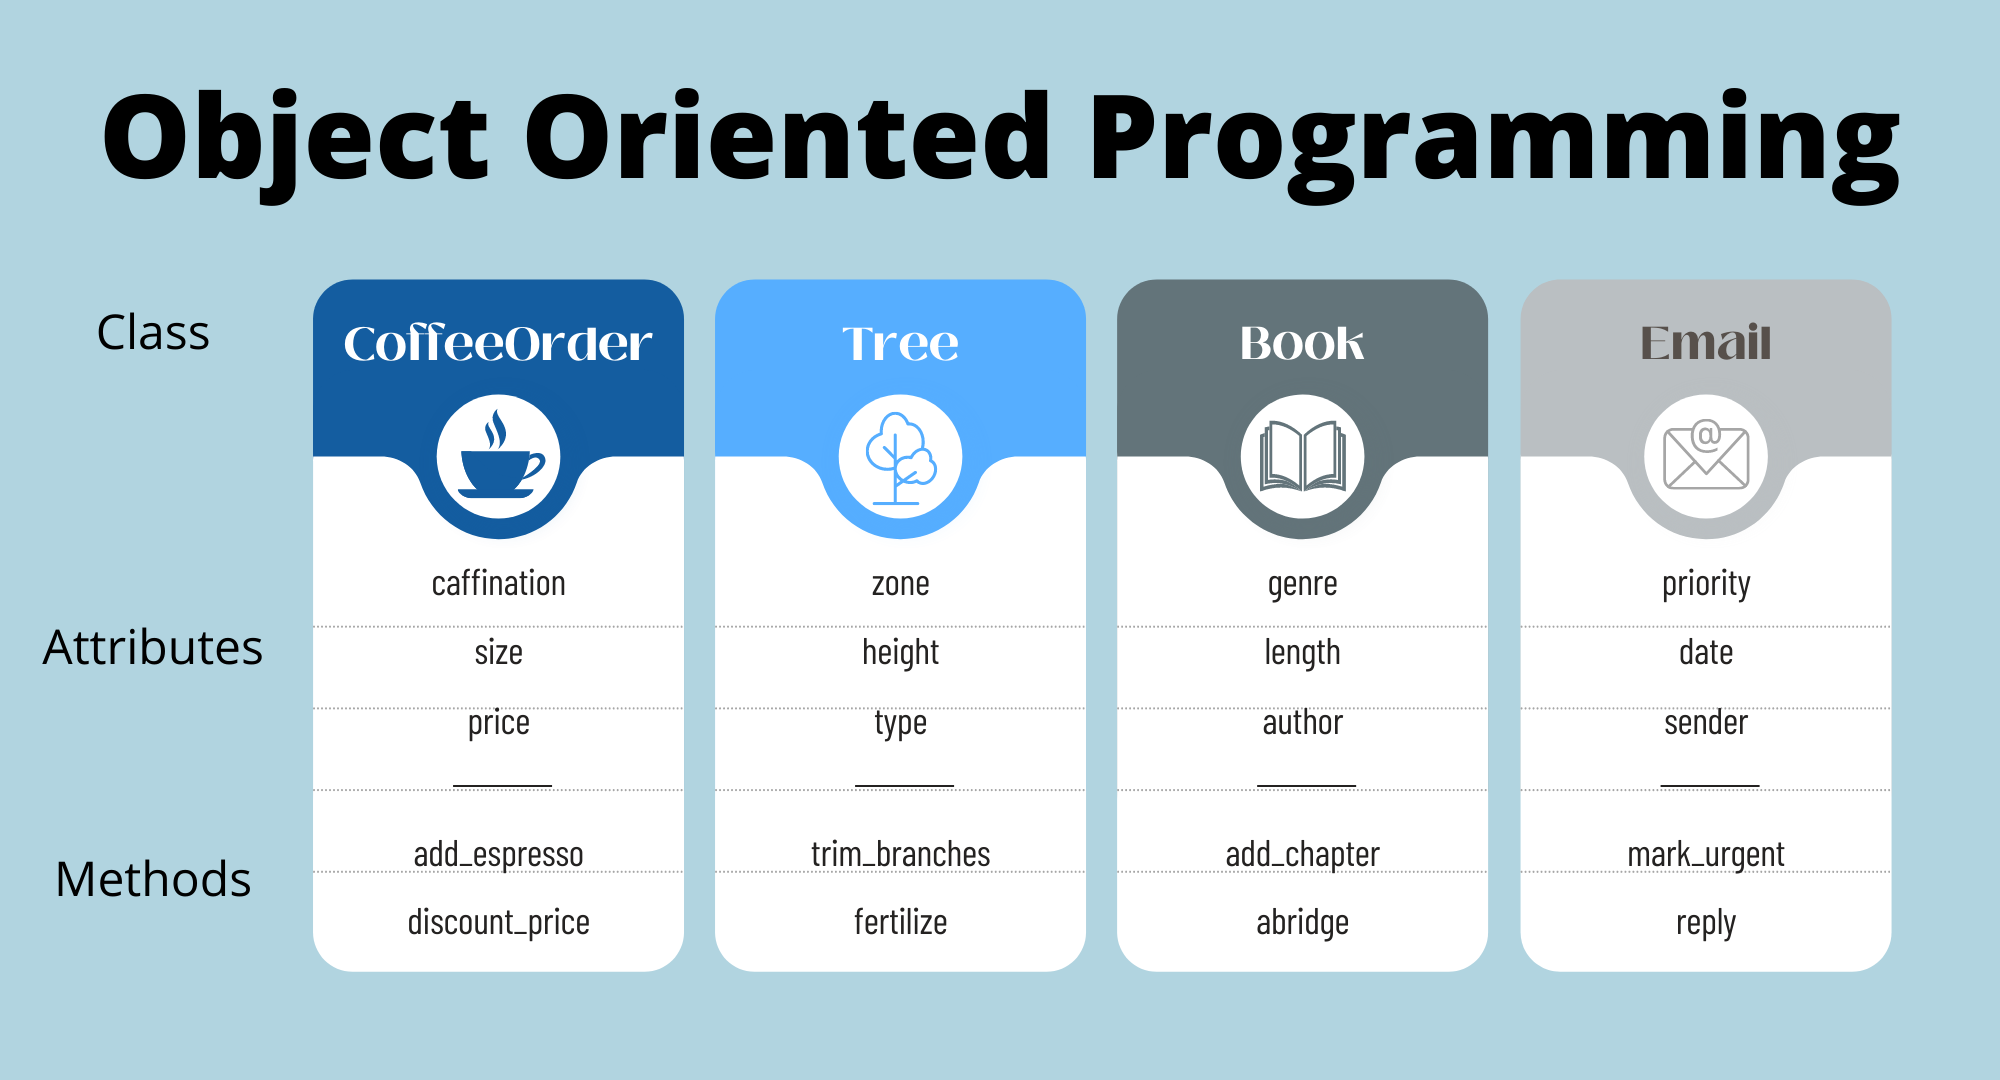 Object Oriented Programming
Class
CoffeeOrder
Tree
Book
Email
@
Attributes
caffination
zone
genre
priority
size
height
length
date
price
type
author
sender
Methods
add_espresso
trim_branches
add_chapter
mark_urgent
discount_price
fertilize
abridge
reply